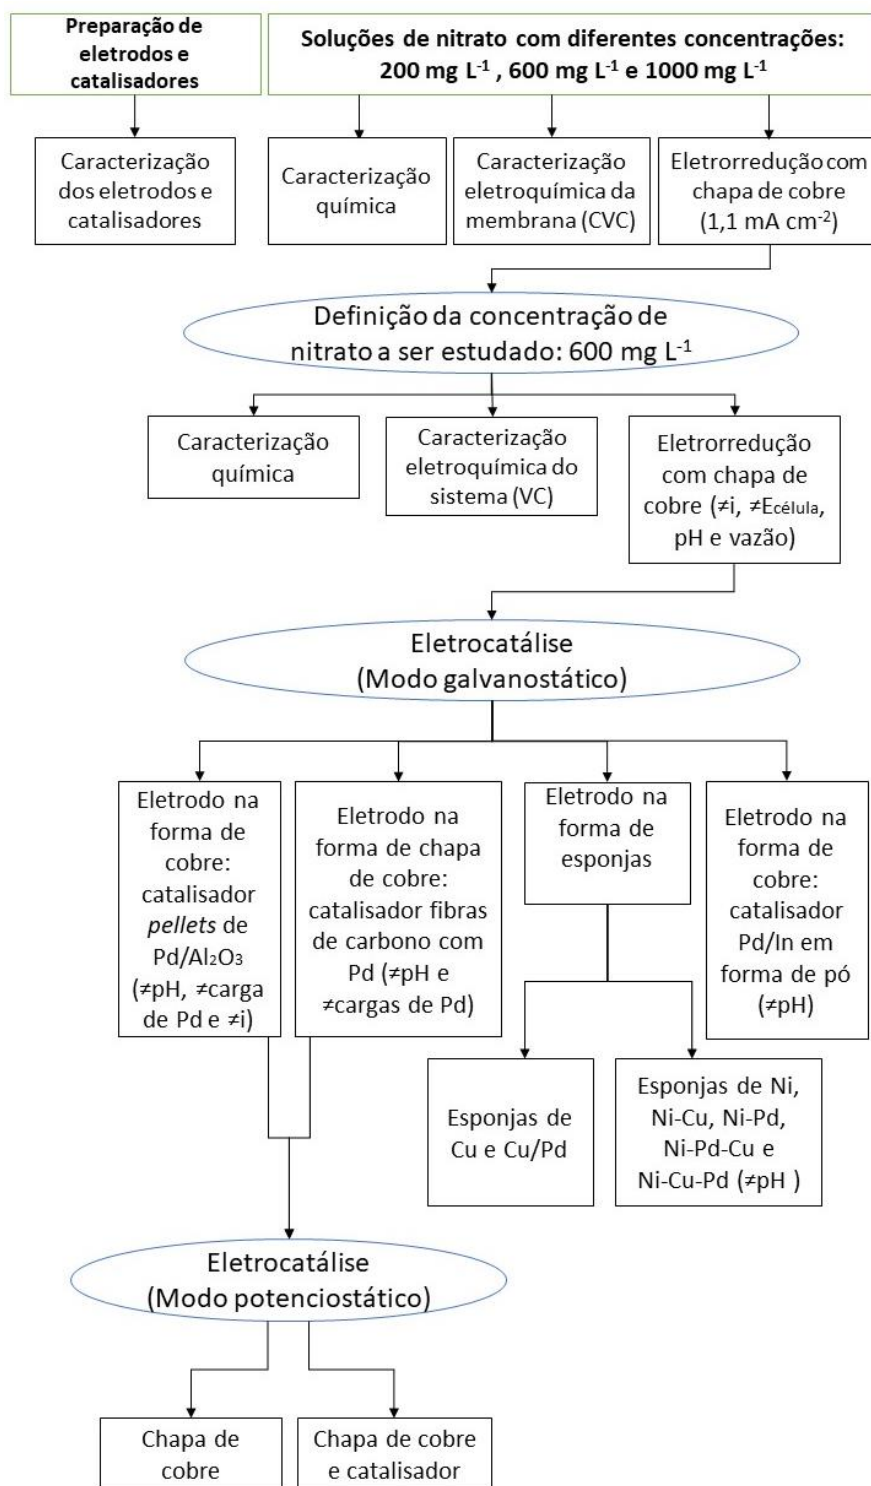 Preparação de
eletrodos e
catalisadores
Soluções de nitrato com diferentes concentrações:
200 mg L⁻¹ , 600 mg L⁻¹ e 1000 mg L⁻¹
Caracterização
dos eletrodos e
catalisadores
Caracterização
química
Caracterização
eletroquímica da
membrana (CVC)
Eletrorredução com
chapa de cobre
(1,1 mA cm⁻²)
Definição da concentração de
nitrato a ser estudado: 600 mg L⁻¹
Caracterização
química
Caracterização
eletroquímica do
sistema (VC)
Eletrorredução
com chapa de
cobre (≠i, ≠Ecélula,
pH e vazão)
Eletrocatálise
(Modo galvanostático)
Eletrodo na
forma de
cobre:
catalisador
pellets de
Pd/Al₂O₃
(≠pH, ≠carga
de Pd e ≠i)
Eletrodo na
forma de chapa
de cobre:
catalisador fibras
de carbono com
Pd (≠pH e
≠cargas de Pd)
Eletrodo na
forma de
esponjas
Eletrodo na
forma de
cobre:
catalisador
Pd/In em
forma de pó
(≠pH)
Esponjas de
Cu e Cu/Pd
Esponjas de Ni,
Ni-Cu, Ni-Pd,
Ni-Pd-Cu e
Ni-Cu-Pd (≠pH )
Eletrocatálise
(Modo potenciostático)
Chapa de
cobre
Chapa de cobre
e catalisador